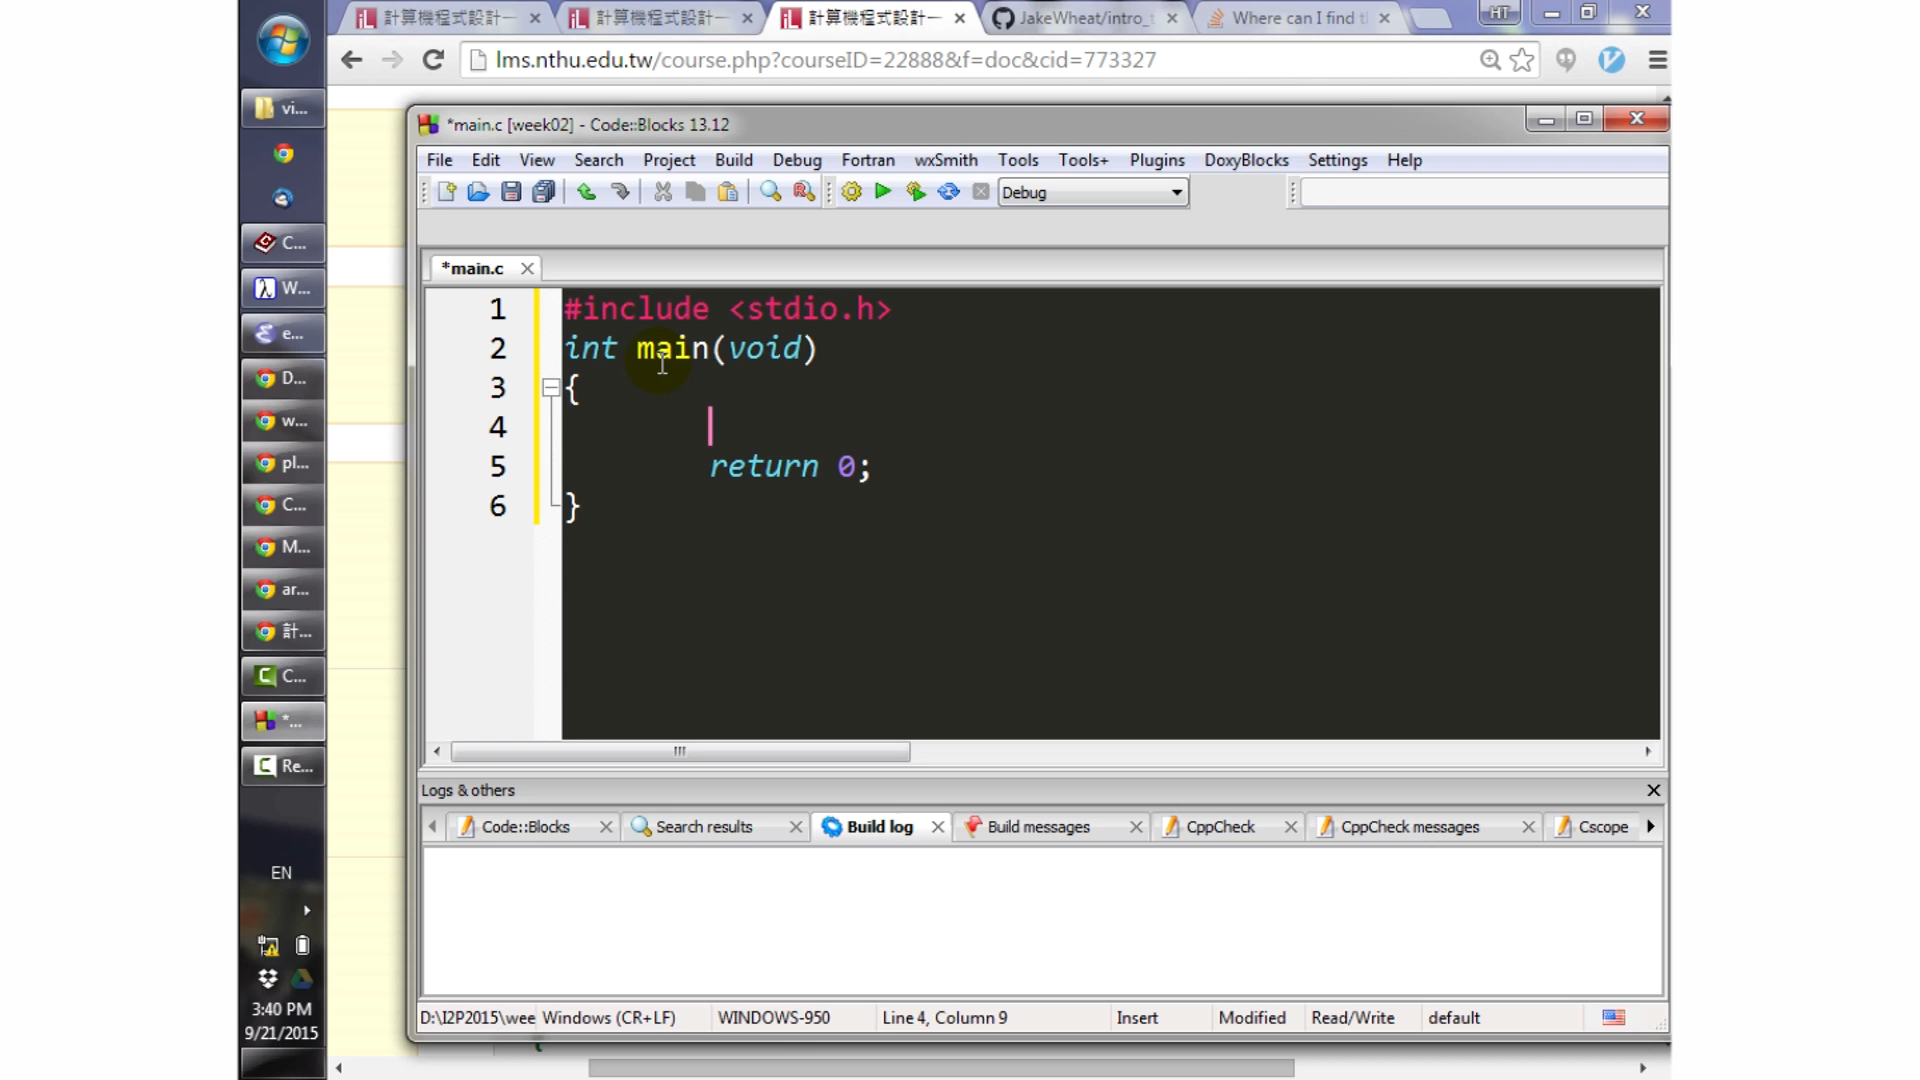 計算機程式設計一
計算機程式設計一
計算機程式設計一
JakeWheat/intro_t
Where can I find t
HT
lms.nthu.edu.tw/course.php?courseID=22888&f=doc&cid=773327
vi...
C...
W...
e...
D...
w...
pl...
C...
M...
ar...
計...
C...
*...
Re...
EN
3:40 PM
9/21/2015
*main.c [week02] - Code::Blocks 13.12
File Edit View Search Project Build Debug Fortran wxSmith Tools Tools+ Plugins DoxyBlocks Settings Help
Debug
*main.c
1 #include <stdio.h>
2 int main(void)
3 {
4
5 return 0;
6 }
Logs & others
Code::Blocks Search results Build log Build messages CppCheck CppCheck messages Cscope
D:\I2P2015\wee Windows (CR+LF) WINDOWS-950 Line 4, Column 9 Insert Modified Read/Write default
{